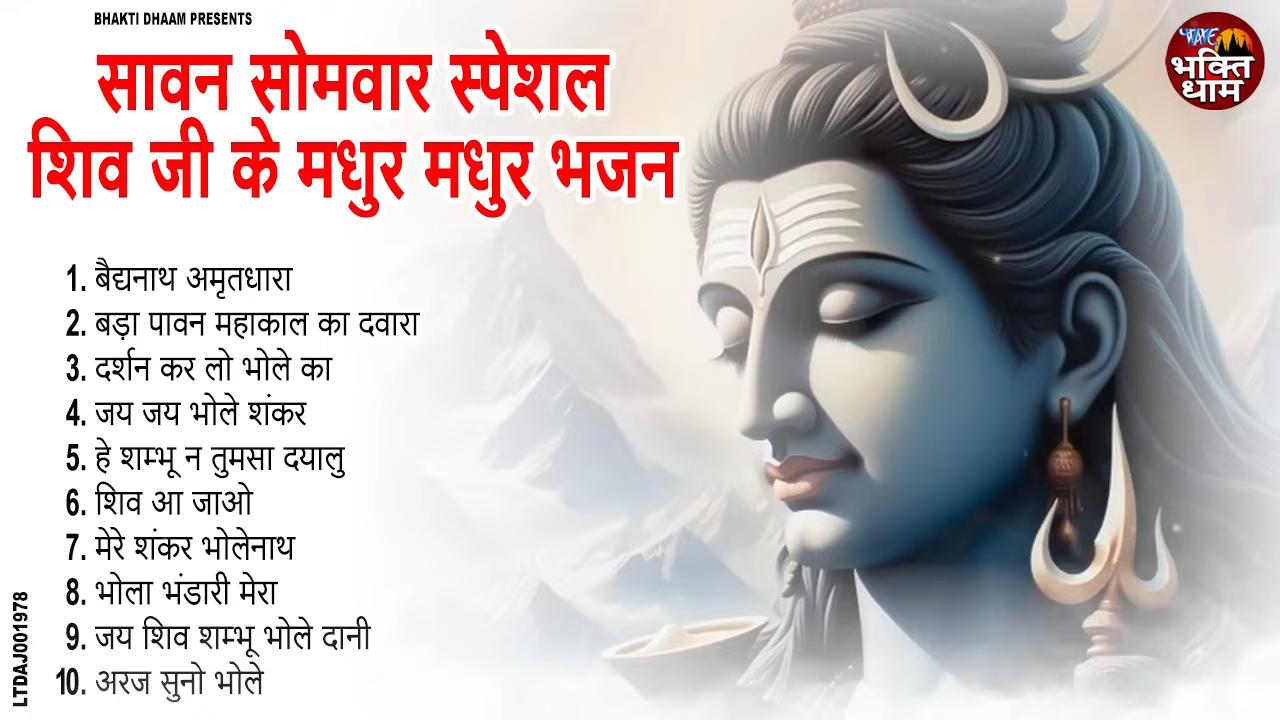 BHAKTI DHAAM PRESENTS
सावन सोमवार स्पेशल
शिव जी के मधुर मधुर भजन
1. बैद्यनाथ अमृतधारा
2. बड़ा पावन महाकाल का दवारा
3. दर्शन कर लो भोले का
4. जय जय भोले शंकर
5. हे शम्भू न तुमसा दयालु
6. शिव आ जाओ
7. मेरे शंकर भोलेनाथ
8. भोला भंडारी मेरा
9. जय शिव शम्भू भोले दानी
10. अरज सुनो भोले
LTDAJ001978
WAVE
भक्ति
धाम